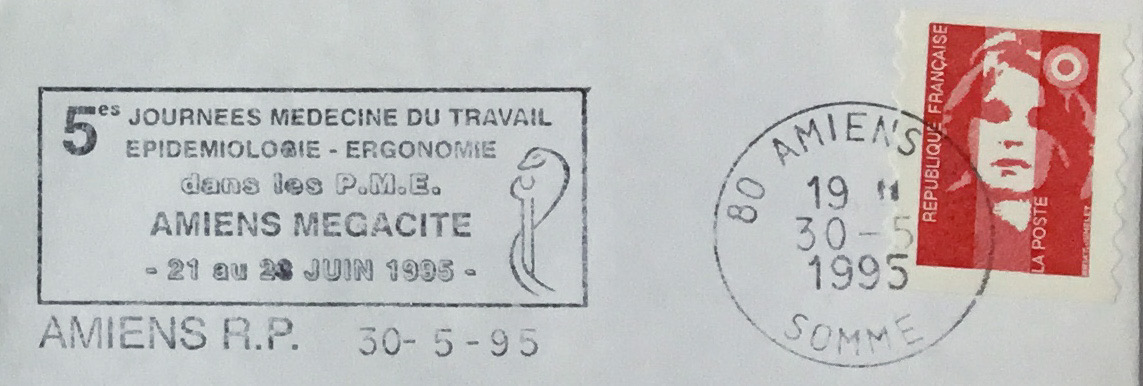 5es JOURNEES MEDECINE DU TRAVAIL
EPIDEMIOLOGIE - ERGONOMIE
dans les P.M.E.
AMIENS MEGACITE
- 21 au 23 JUIN 1995 -
AMIENS R.P. 30-5-95
80 AMIENS
19 H
30-5
1995
SOMME
REPUBLIQUE FRANÇAISE
LA POSTE